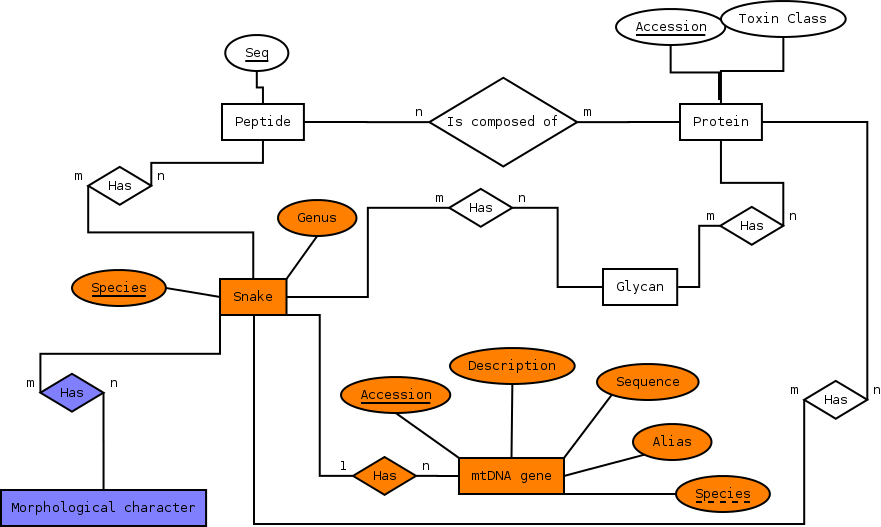 Toxin Class
Accession
Seq
n
m
Peptide
Is composed of
Protein
m
Has
n
m
Has
n
Genus
m
Has
n
Species
Snake
Glycan
Description
m
Has
n
Accession
Sequence
m
Has
n
Alias
1
Has
n
mtDNA gene
Species
Morphological character